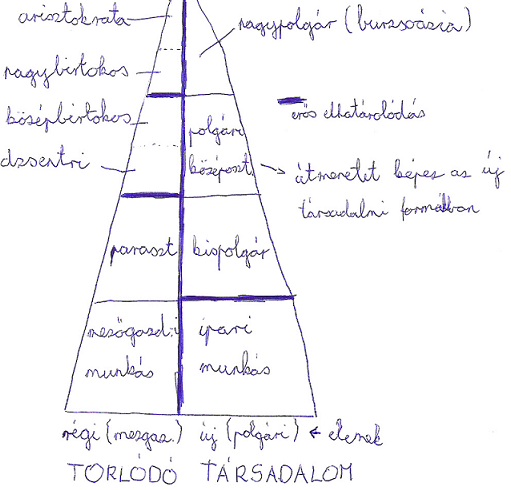 arisztokrata
nagypolgár (burzsoázia)
nagybirtokos
középbirtokos
erős elhatárolódás
polgári
középoszt.
dzsentri
átmenetet képez az új
társadalmi formákban
paraszt
kispolgár
mezőgazd.-i
munkás
ipari
munkás
régi (mezgaz.) új (polgári) ← elemek
TORLÓDÓ TÁRSADALOM